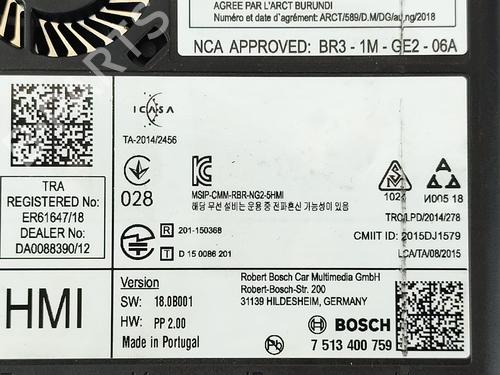 AGREE PAR L'ARCT BURUNDI
Numéro et date d'agrément: ARCT/589/D.M/DG/aung/2018
NCA APPROVED: BR3 - 1M - GE2 - 06A
ICASA
TA-2014/2456
TRA
REGISTERED No:
ER61647/18
DEALER No:
DA0088390/12
028
MSIP-CMM-RBR-NG2-5HMI
해당 무선 설비는 운용 중 전파혼신 가능성이 있음
1024
И005 18
TRC/LPD/2014/278
R 201-150368
CMIIT ID: 2015DJ1579
T D 15 0086 201
LCA/TA/08/2015
HMI
Version
SW: 18.0B001
HW: PP 2.00
Made in Portugal
Robert Bosch Car Multimedia GmbH
Robert-Bosch-Str. 200
31139 HILDESHEIM, GERMANY
Pb
BOSCH
7 513 400 759